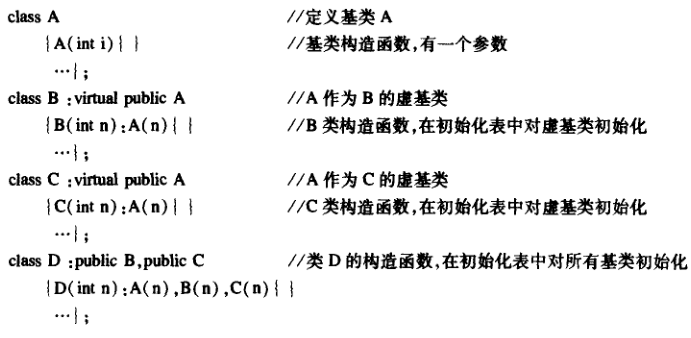 class A //定义基类 A
{A(int i){ } //基类构造函数,有一个参数
…};
class B :virtual public A //A 作为 B 的虚基类
{B(int n):A(n){ } //B 类构造函数,在初始化表中对虚基类初始化
…};
class C :virtual public A //A 作为 C 的虚基类
{C(int n):A(n){ } //C 类构造函数,在初始化表中对虚基类初始化
…};
class D :public B,public C //类 D 的构造函数,在初始化表中对所有基类初始化
{D(int n):A(n),B(n),C(n){ }
…};